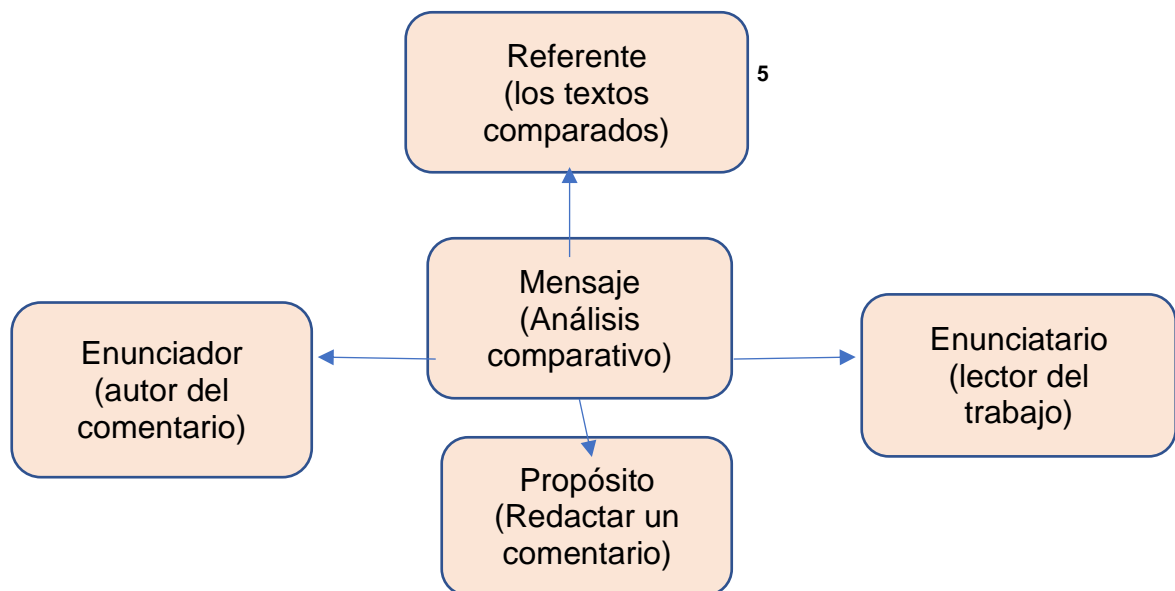 Referente
(los textos
comparados)
5
Mensaje
(Análisis
comparativo)
Enunciador
(autor del
comentario)
Enunciatario
(lector del
trabajo)
Propósito
(Redactar un
comentario)